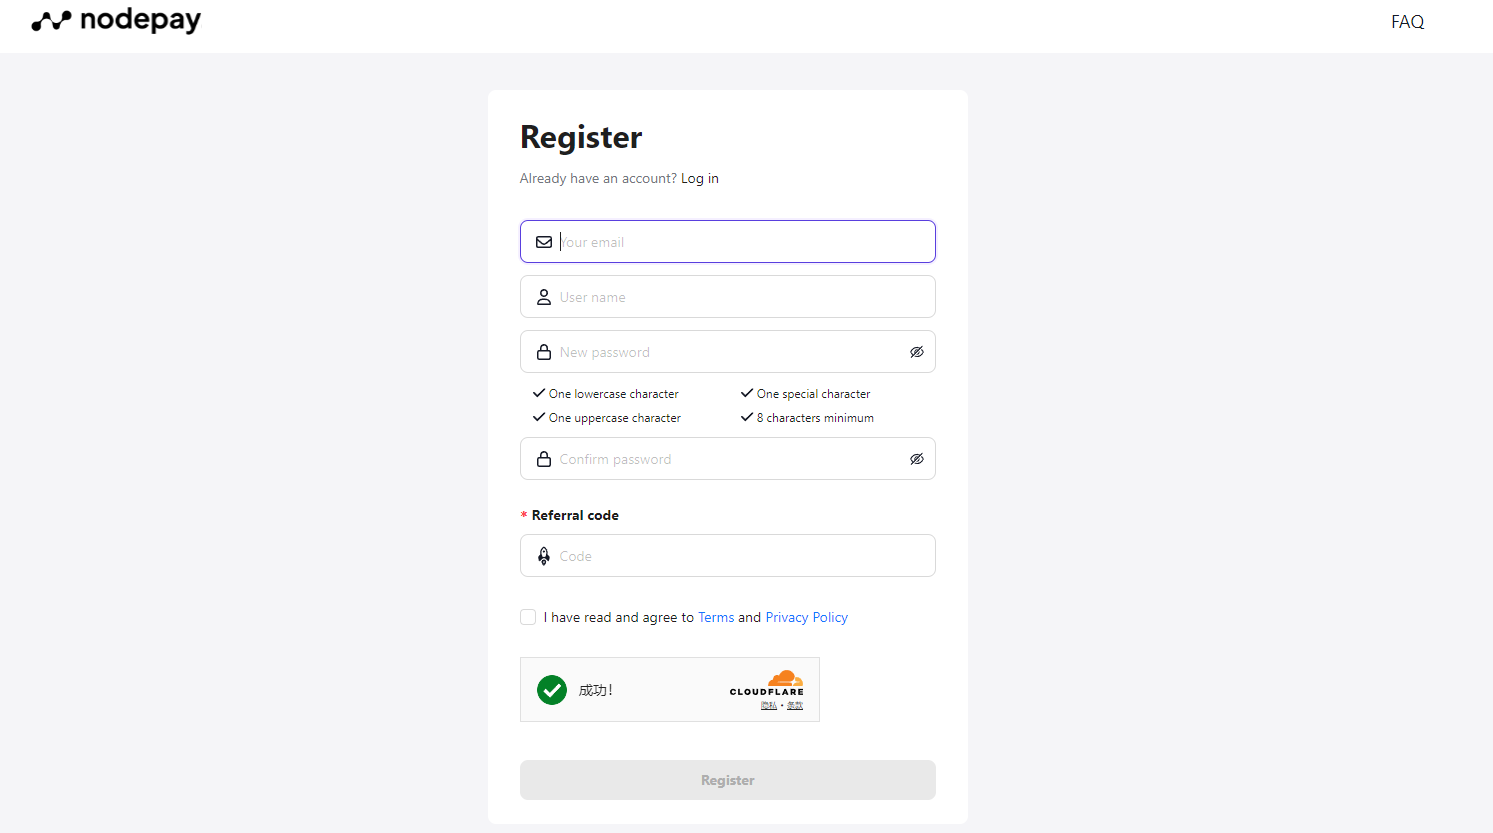 nodepay
FAQ
Register
Already have an account? Log in
Your email
User name
New password
One lowercase character
One special character
One uppercase character
8 characters minimum
Confirm password
* Referral code
Code
I have read and agree to Terms and Privacy Policy
成功！
CLOUDFLARE
隐私 • 条款
Register